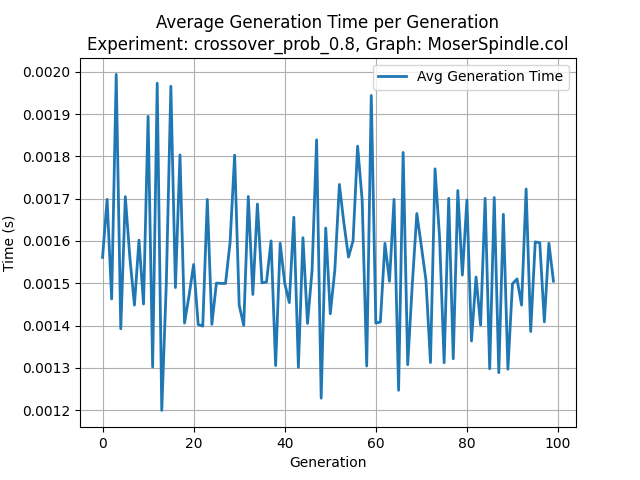 Average Generation Time per Generation
Experiment: crossover_prob_0.8, Graph: MoserSpindle.col
Avg Generation Time
Time (s)
0.0020
0.0019
0.0018
0.0017
0.0016
0.0015
0.0014
0.0013
0.0012
0 20 40 60 80 100
Generation